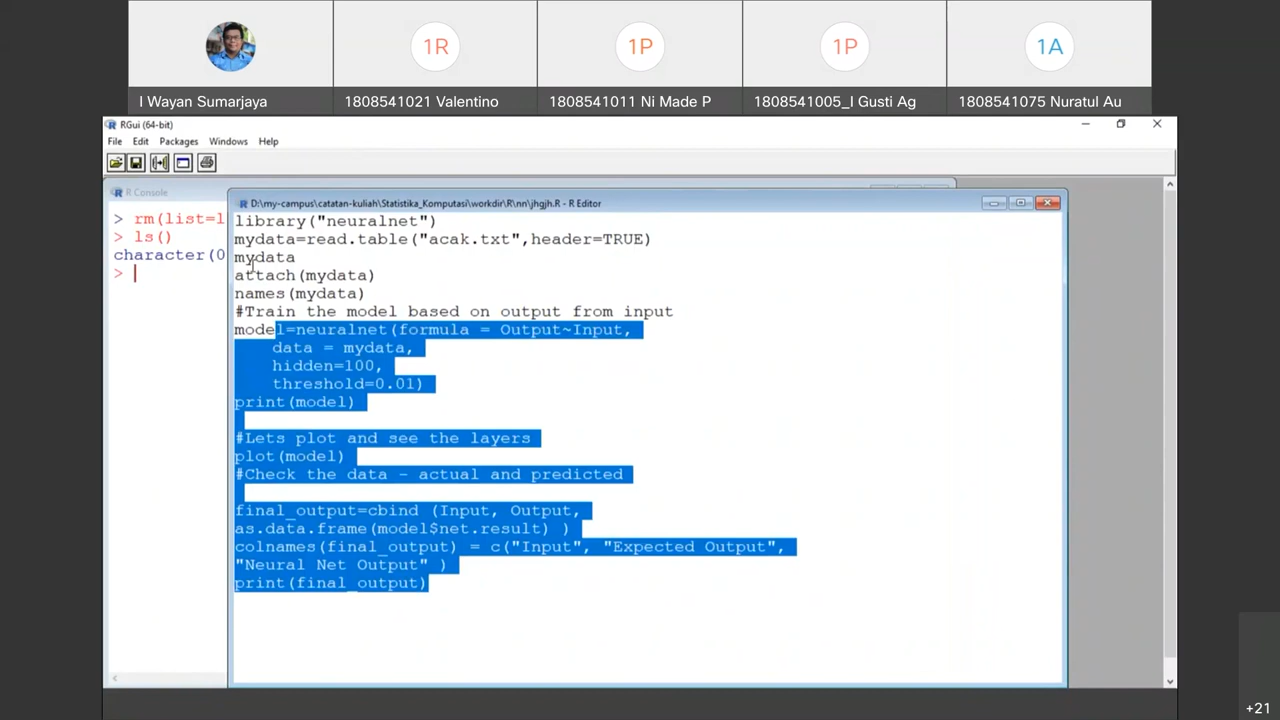 1R
1P
1P
1A
I Wayan Sumarjaya
1808541021 Valentino
1808541011 Ni Made P
1808541005_I Gusti Ag
1808541075 Nuratul Au
RGui (64-bit)
File Edit Packages Windows Help
R Console
> rm(list=l
> ls()
character(0
>
D:\my-campus\catatan-kuliah\Statistika_Komputasi\workdir\R\nn\jhgjh.R - R Editor
library("neuralnet")
mydata=read.table("acak.txt",header=TRUE)
mydata
attach(mydata)
names(mydata)
#Train the model based on output from input
model=neuralnet(formula = Output~Input,
data = mydata,
hidden=100,
threshold=0.01)
print(model)
#Lets plot and see the layers
plot(model)
#Check the data - actual and predicted
final_output=cbind (Input, Output,
as.data.frame(model$net.result) )
colnames(final_output) = c("Input", "Expected Output",
"Neural Net Output" )
print(final_output)
+21